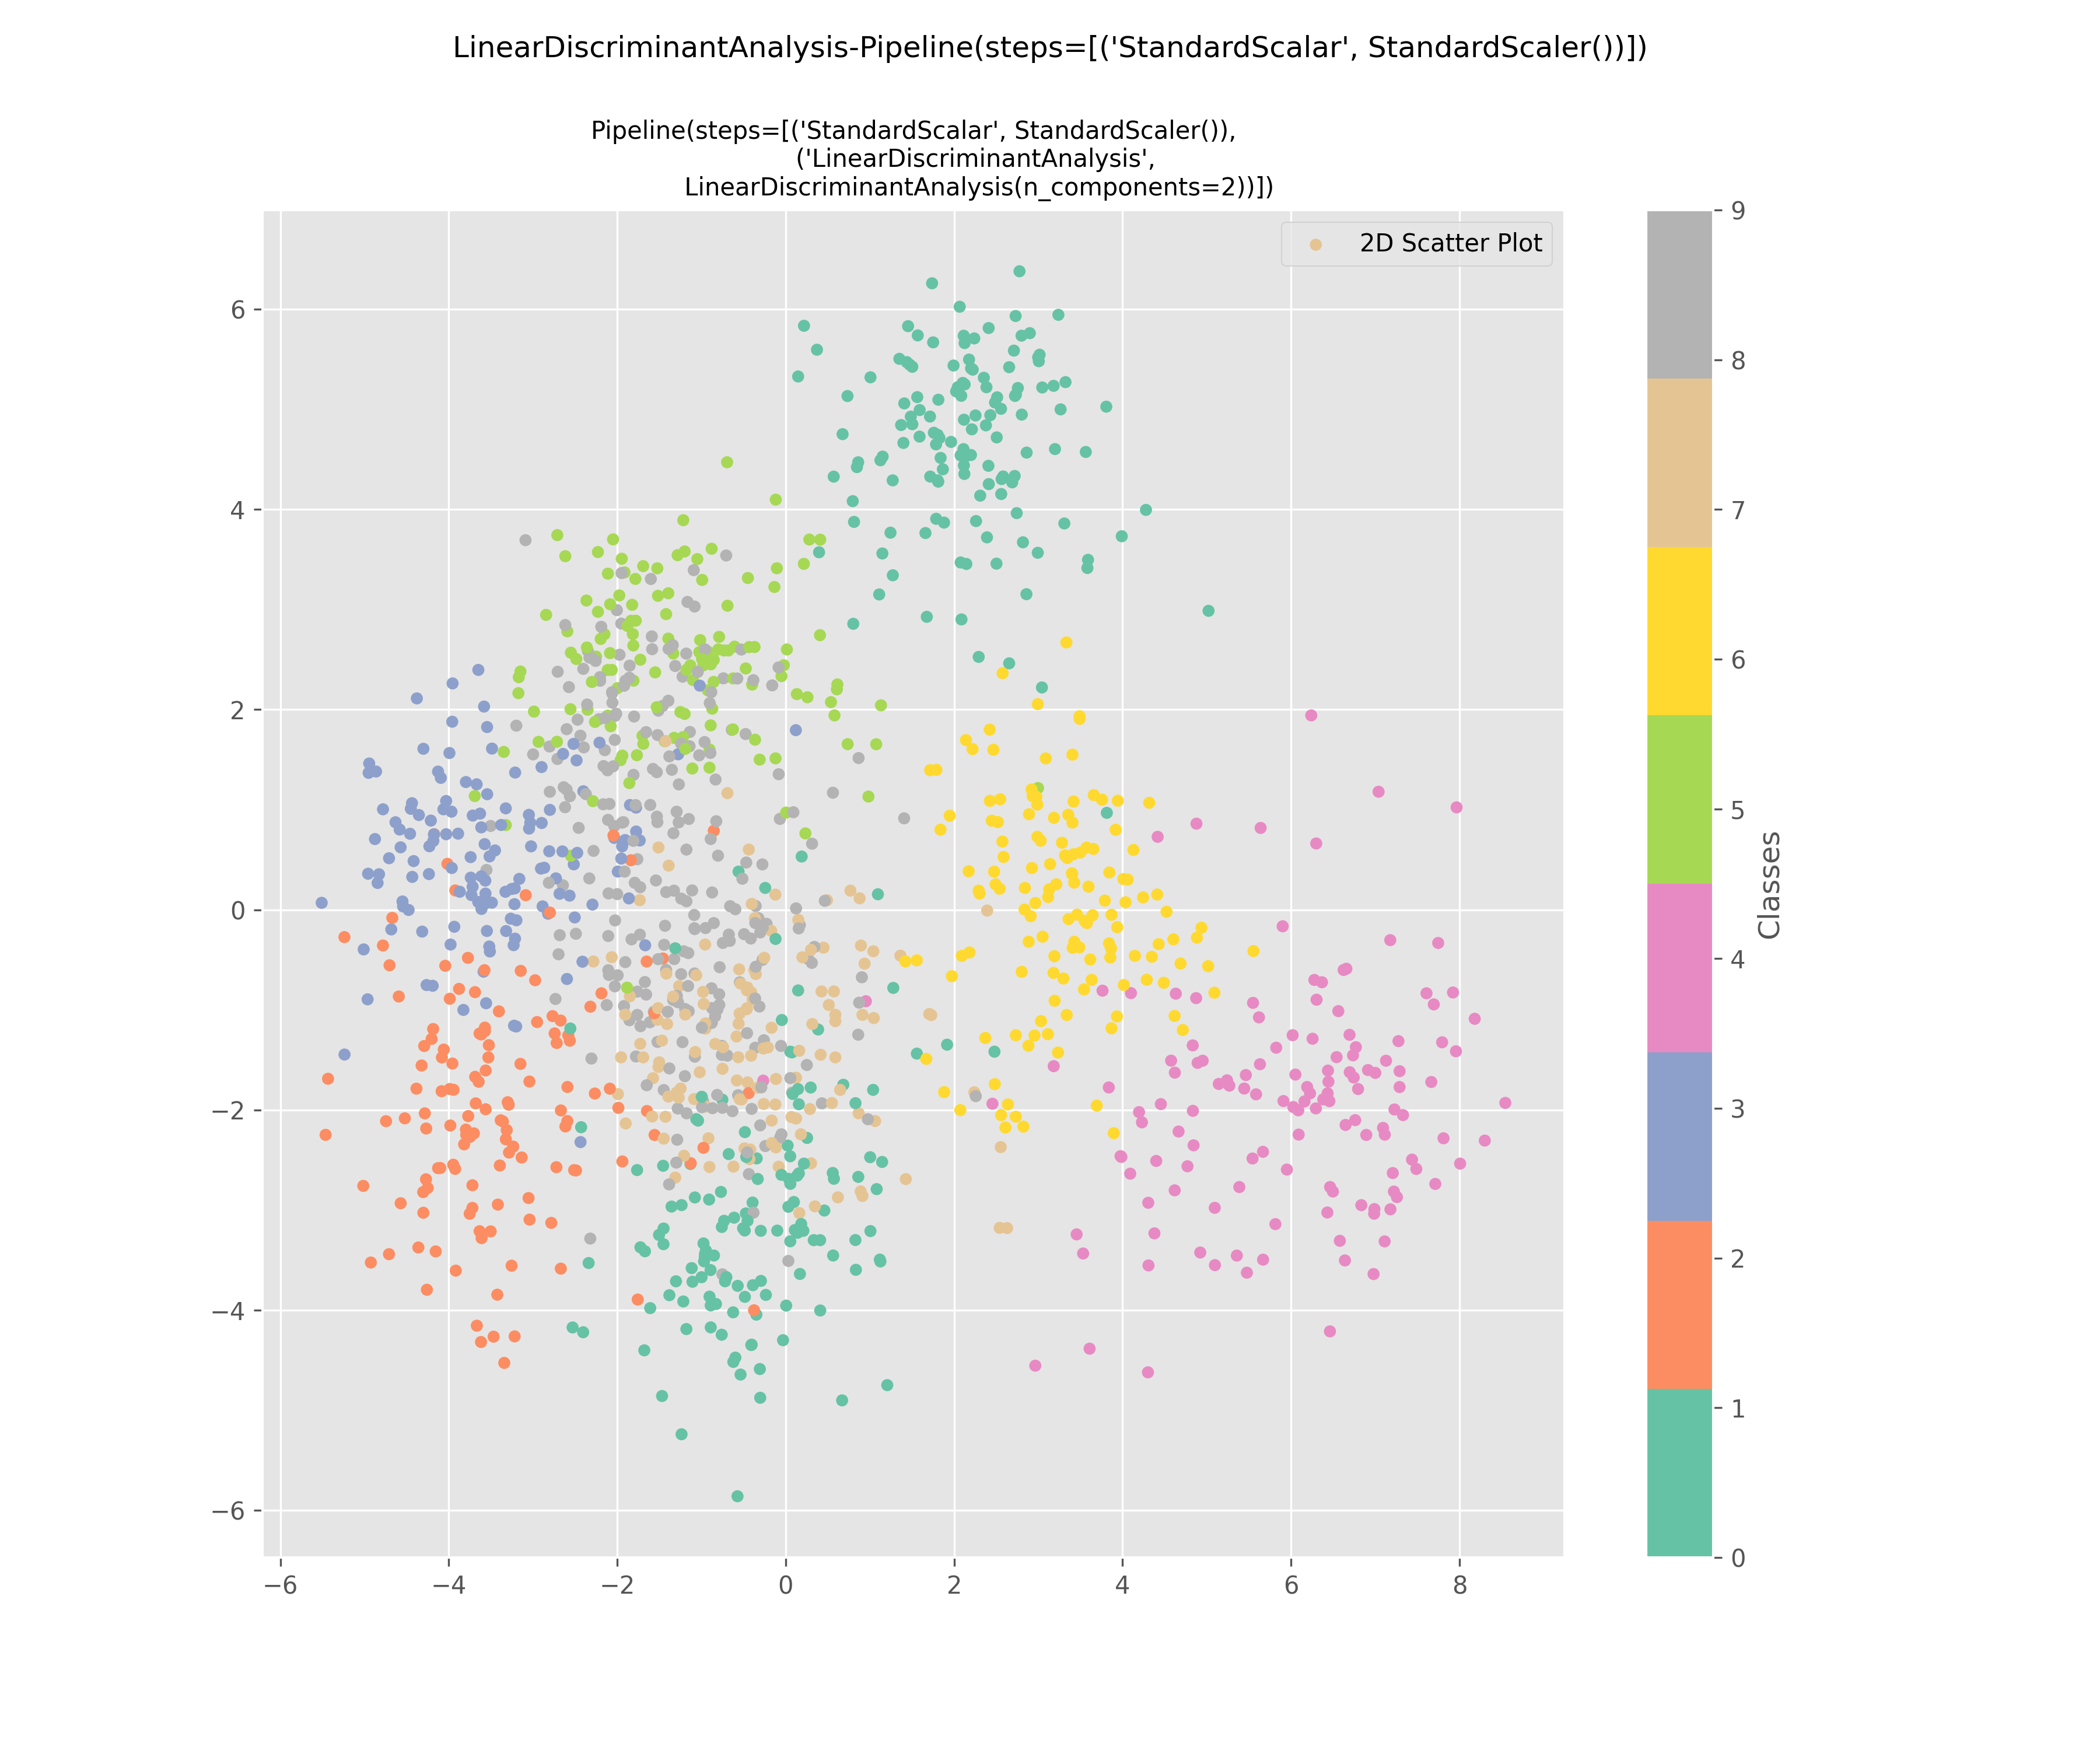 LinearDiscriminantAnalysis-Pipeline(steps=[('StandardScalar', StandardScaler())])
Pipeline(steps=[('StandardScalar', StandardScaler()),
('LinearDiscriminantAnalysis',
LinearDiscriminantAnalysis(n_components=2))])
2D Scatter Plot
6
4
2
0
−2
−4
−6
−6 −4 −2 0 2 4 6 8
9
8
7
6
5
4
3
2
1
0
Classes